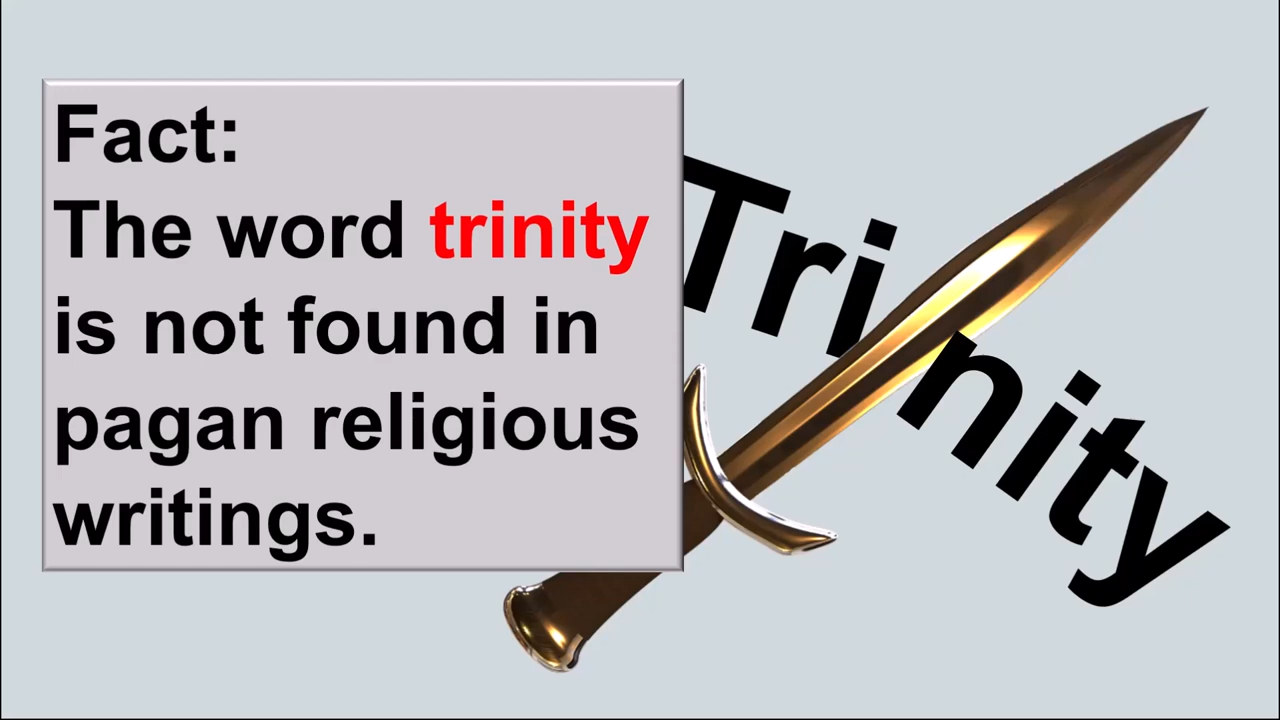 Fact:
The word trinity
is not found in
pagan religious
writings.
Trinity